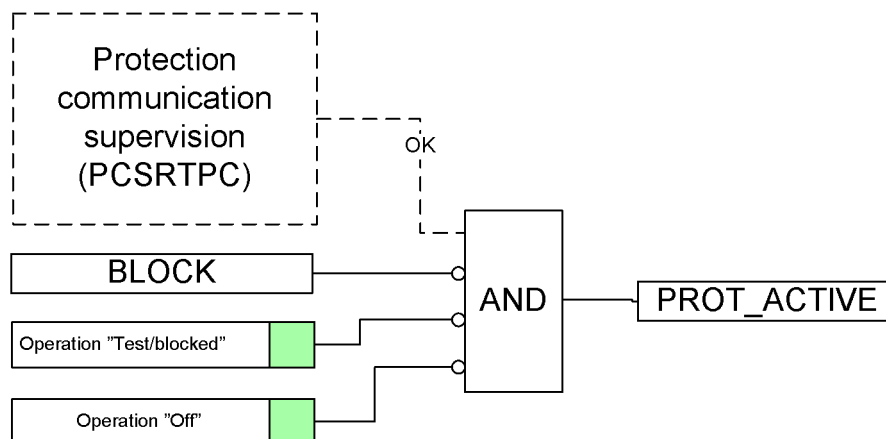 Protection
communication
supervision
(PCSRTPC)
OK
BLOCK
AND
PROT_ACTIVE
Operation ”Test/blocked”
Operation ”Off”